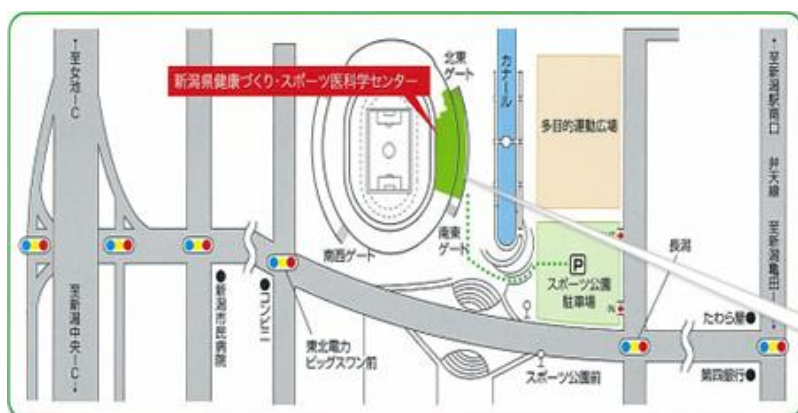 ↑至女池IC
至新潟中央IC↓
新潟県健康づくり・スポーツ医科学センター
北東
ゲート
カナール
多目的運動広場
↑至新潟駅南口
弁天線
至新潟亀田IC↓
南西ゲート
南東
ゲート
P
スポーツ公園
駐車場
長潟
新潟市民病院
コンビニ
東北電力
ビッグスワン前
スポーツ公園前
たわら屋
第四銀行
IN